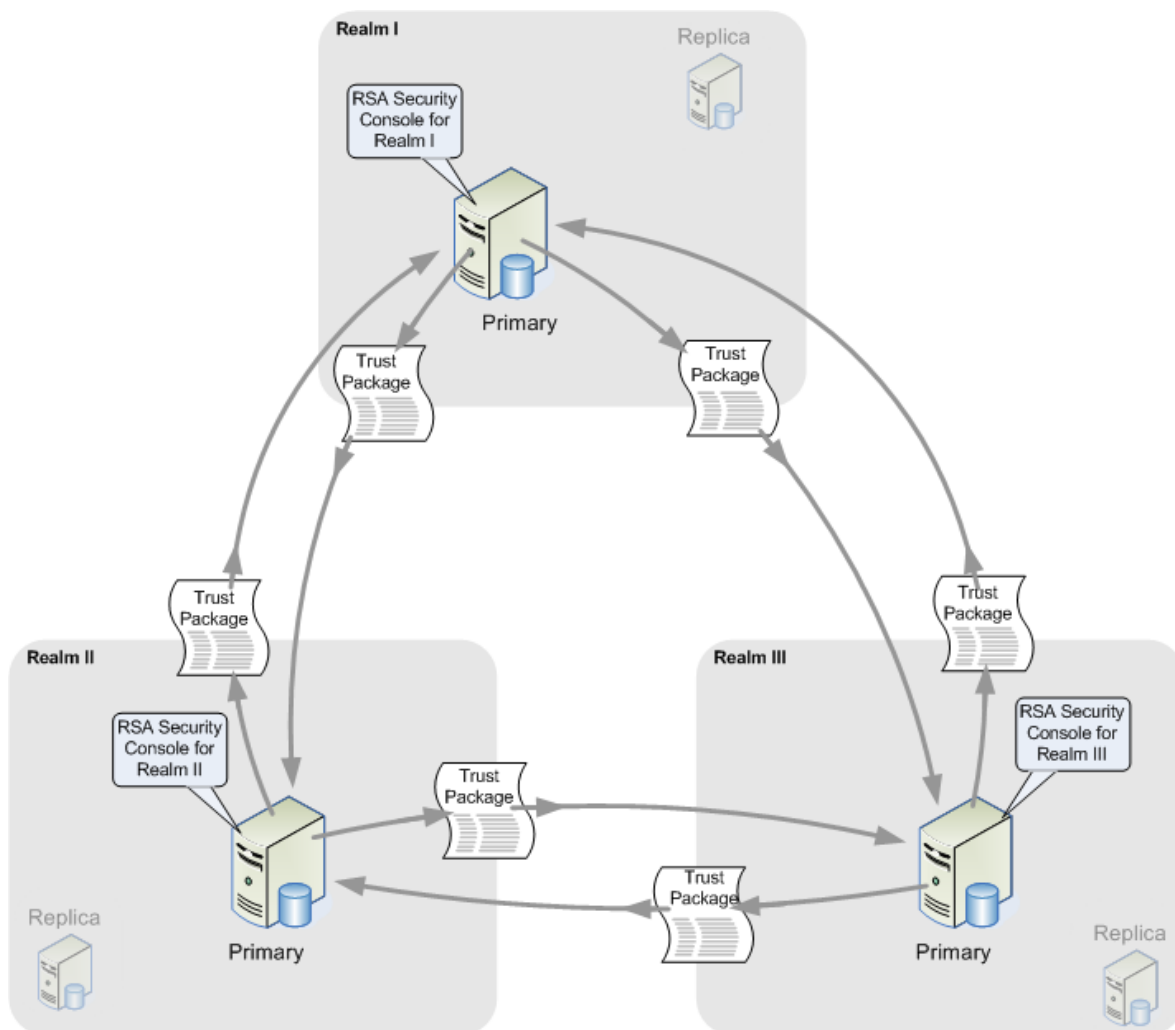 Realm I
Replica
RSA Security
Console for
Realm I
Primary
Trust
Package
Trust
Package
Trust
Package
Trust
Package
Realm II
RSA Security
Console for
Realm II
Primary
Replica
Trust
Package
Trust
Package
Realm III
RSA Security
Console for
Realm III
Primary
Replica